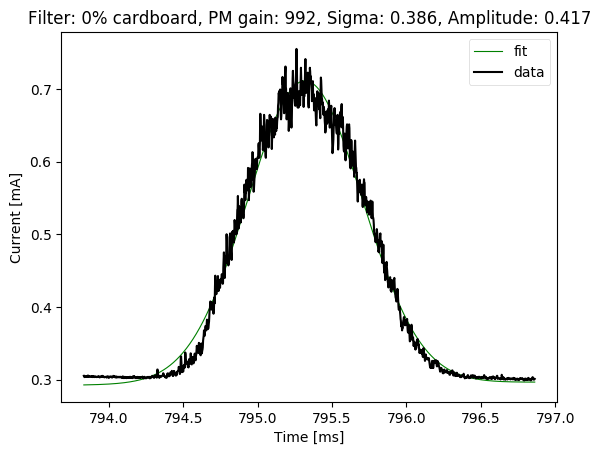 Filter: 0% cardboard, PM gain: 992, Sigma: 0.386, Amplitude: 0.417
fit
data
0.7
0.6
0.5
0.4
0.3
Current [mA]
794.0 794.5 795.0 795.5 796.0 796.5 797.0
Time [ms]